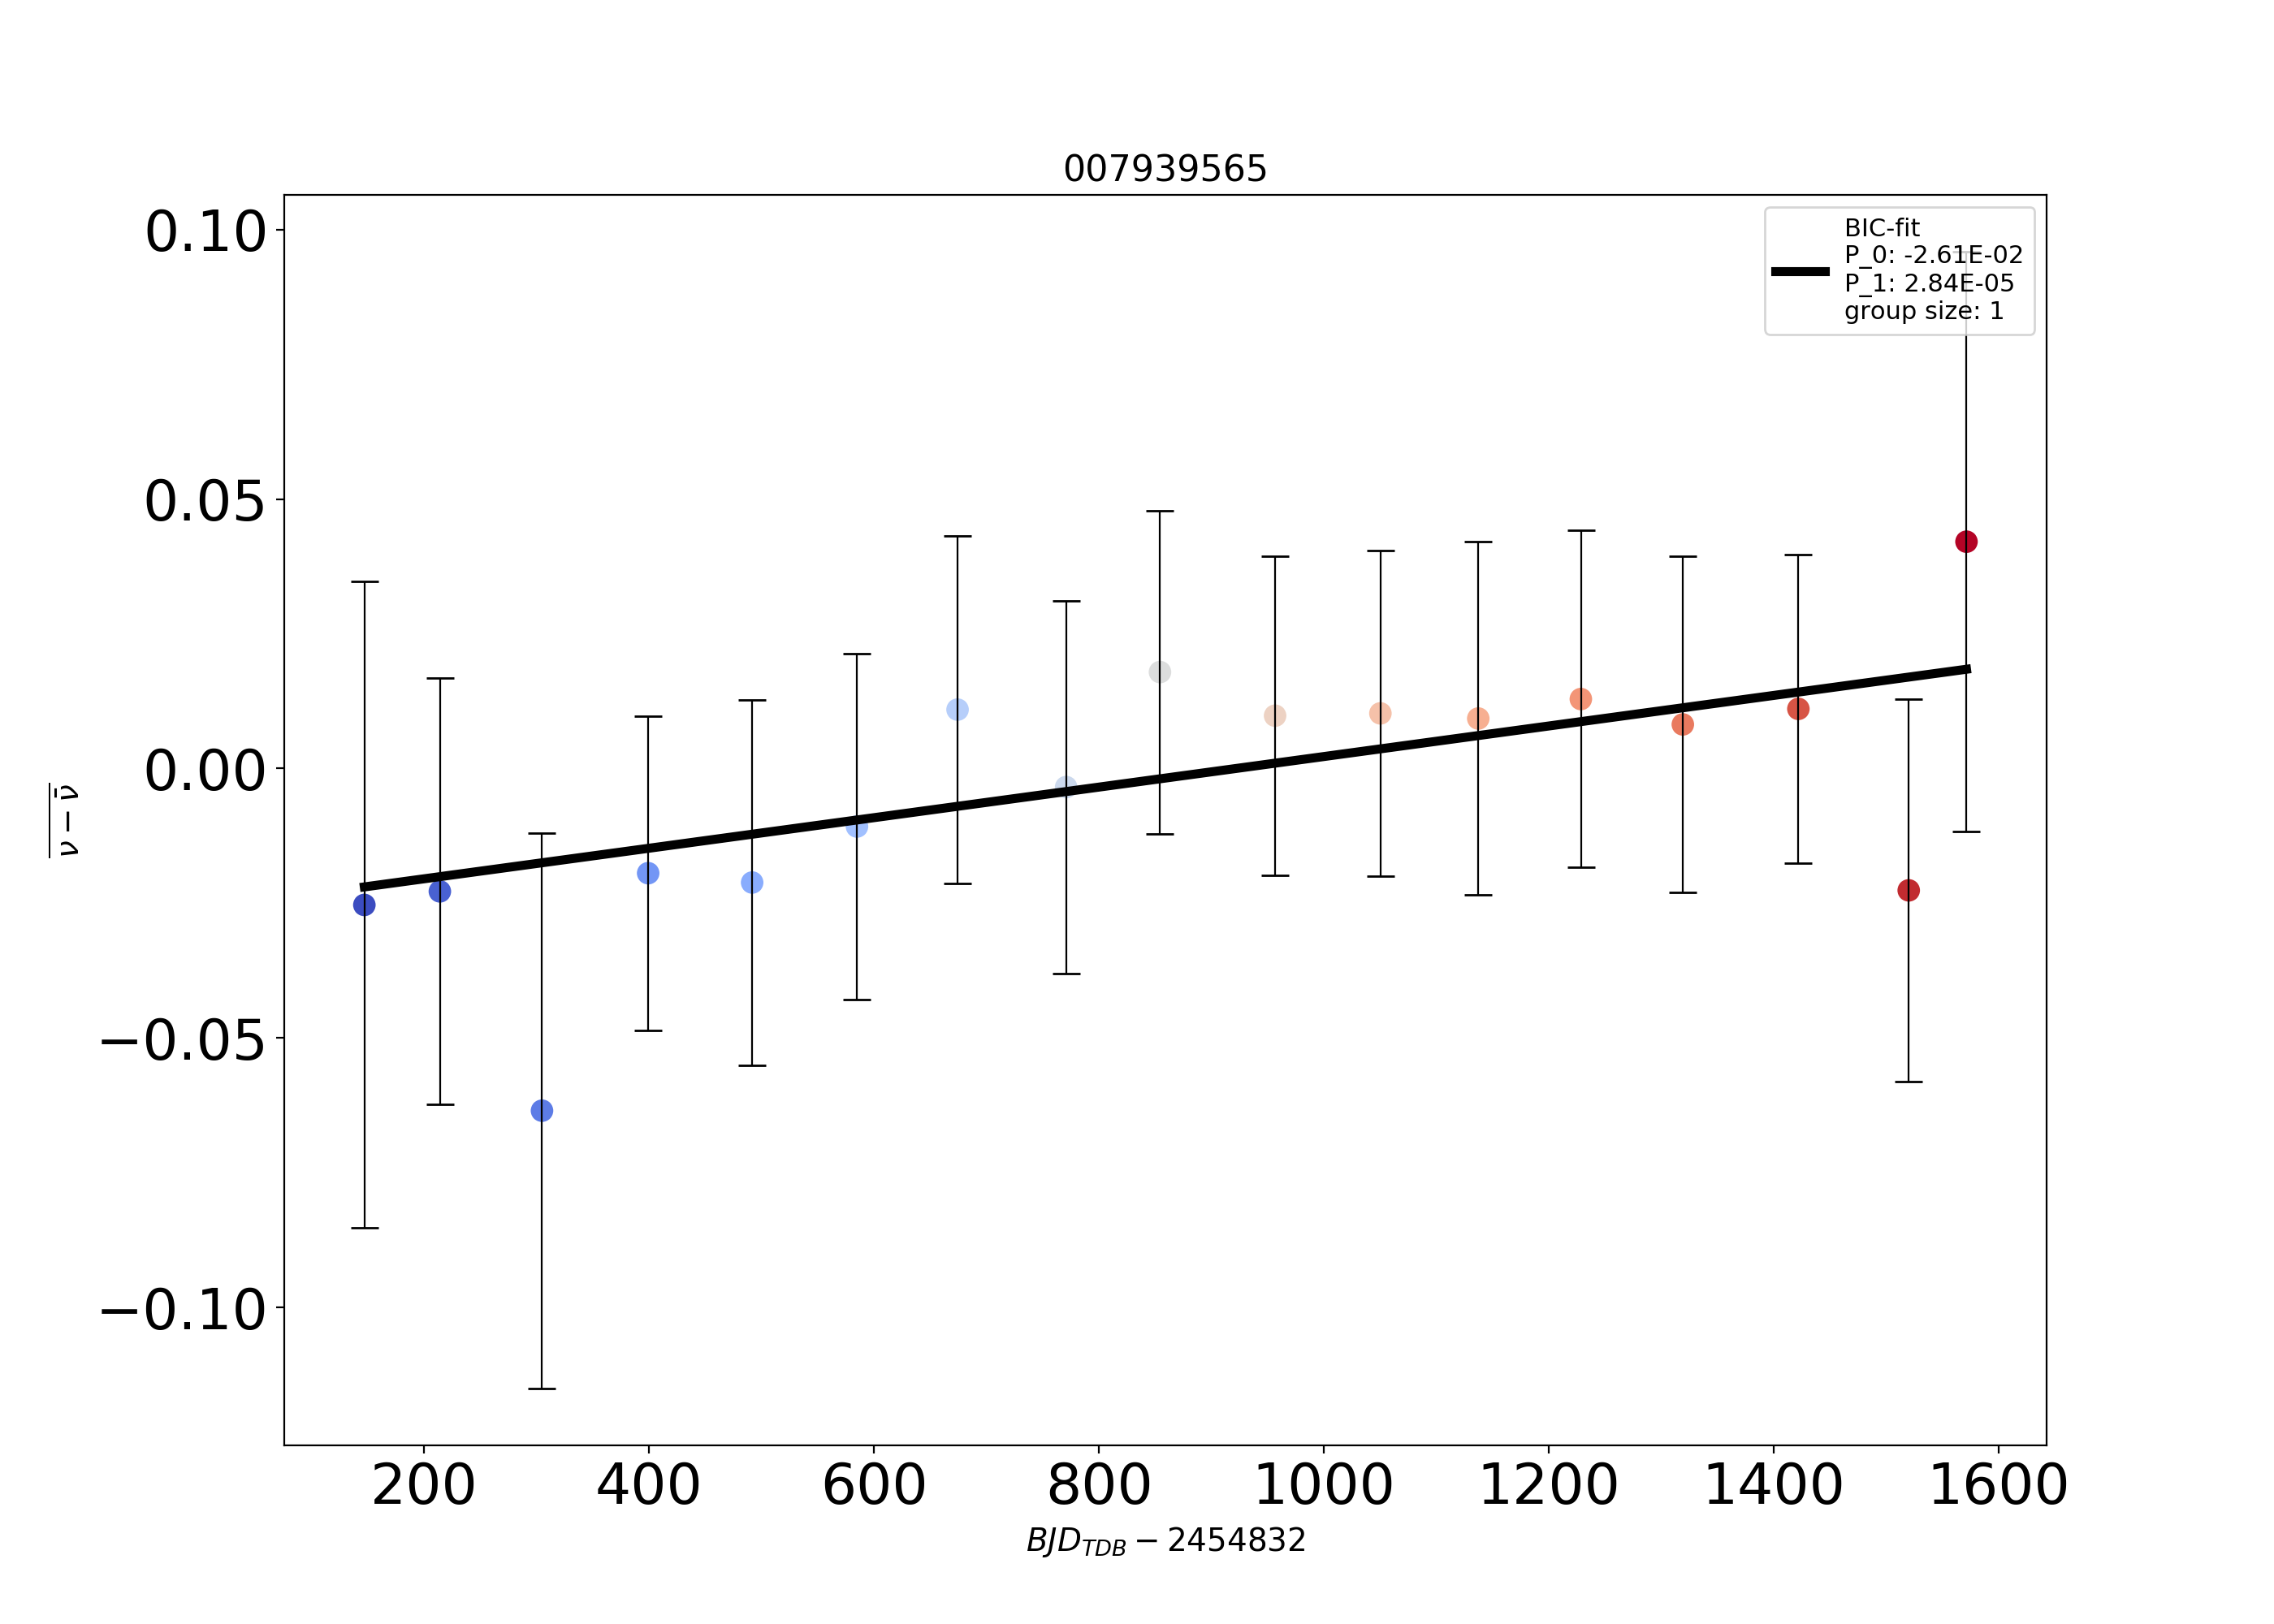 007939565
BIC-fit
P_0: -2.61E-02
P_1: 2.84E-05
group size: 1
0.10
0.05
0.00
−0.05
−0.10
ν − ν̄
200 400 600 800 1000 1200 1400 1600
BJD_TDB − 2454832